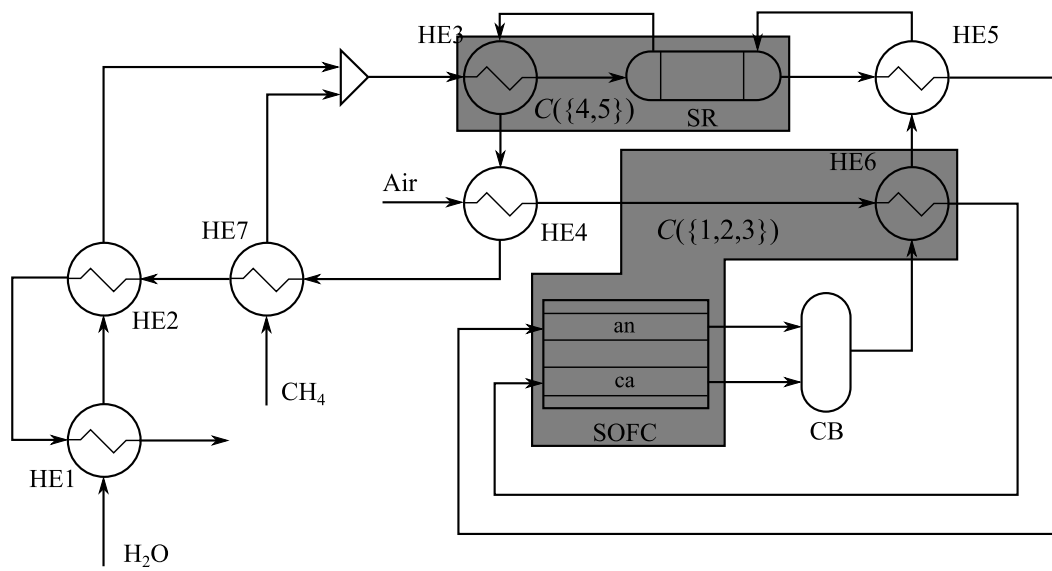 HE3
HE5
C({4,5})
SR
HE6
Air
HE7
HE4
C({1,2,3})
HE2
an
CH₄
ca
SOFC
CB
HE1
H₂O